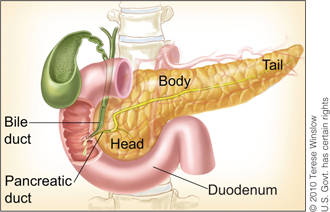 Tail
Body
Bile
duct
Head
Pancreatic
duct
Duodenum
© 2010 Terese Winslow
U.S. Govt. has certain rights